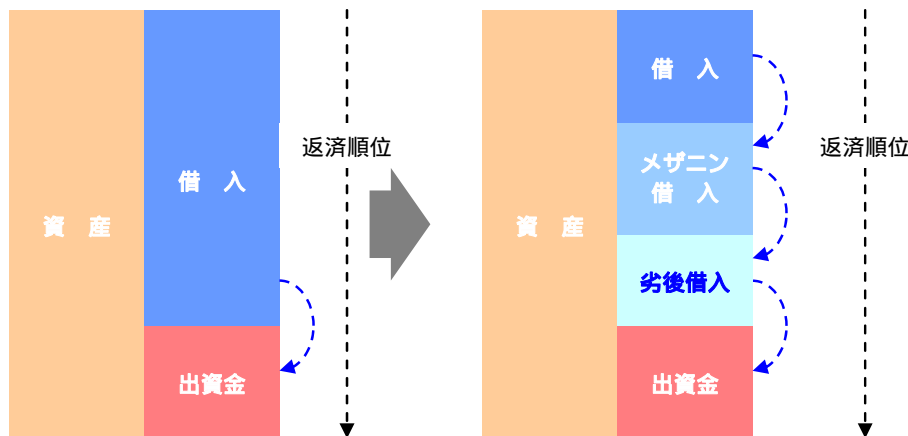 資　産
借　入
出資金
返済順位
資　産
借　入
メザニン
借　入
劣後借入
出資金
返済順位